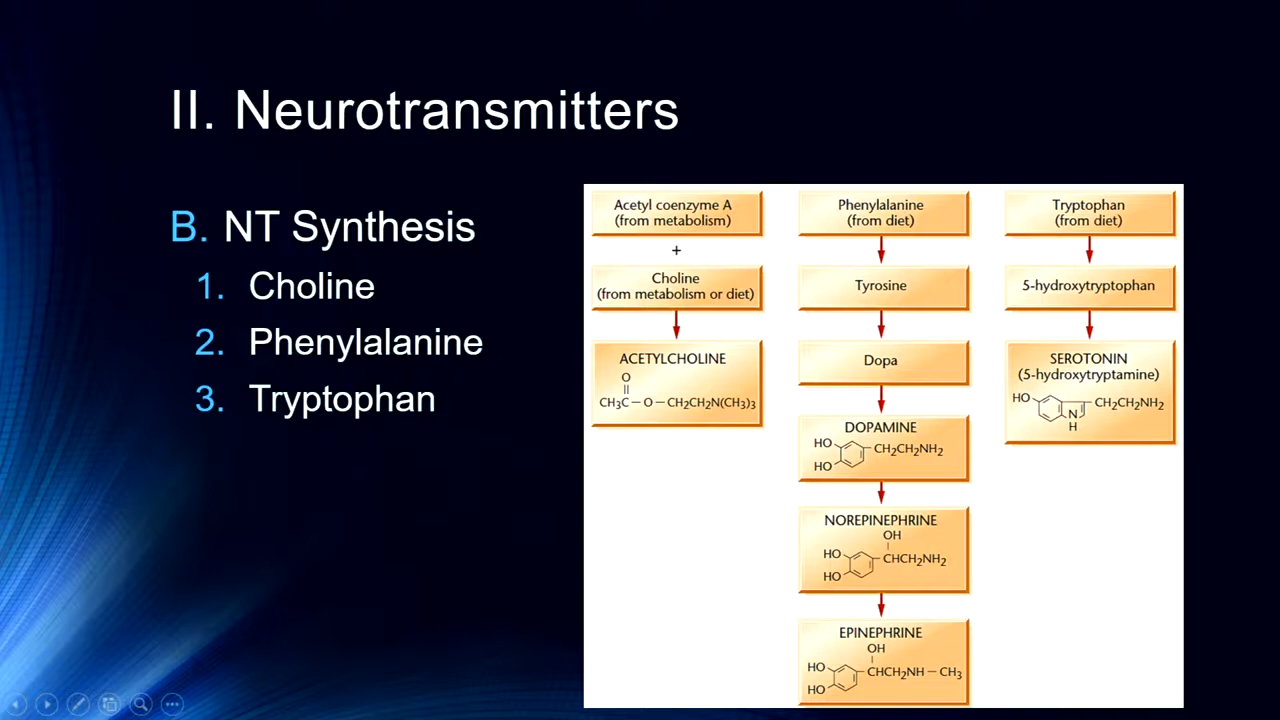 II. Neurotransmitters
B. NT Synthesis
1. Choline
2. Phenylalanine
3. Tryptophan
Acetyl coenzyme A
(from metabolism)
+
Choline
(from metabolism or diet)
ACETYLCHOLINE
O
CH3C — O — CH2CH2N(CH3)3
Phenylalanine
(from diet)
Tyrosine
Dopa
DOPAMINE
HO
CH2CH2NH2
HO
NOREPINEPHRINE
OH
HO
CHCH2NH2
HO
EPINEPHRINE
OH
HO
CHCH2NH — CH3
HO
Tryptophan
(from diet)
5-hydroxytryptophan
SEROTONIN
(5-hydroxytryptamine)
HO
CH2CH2NH2
N
H